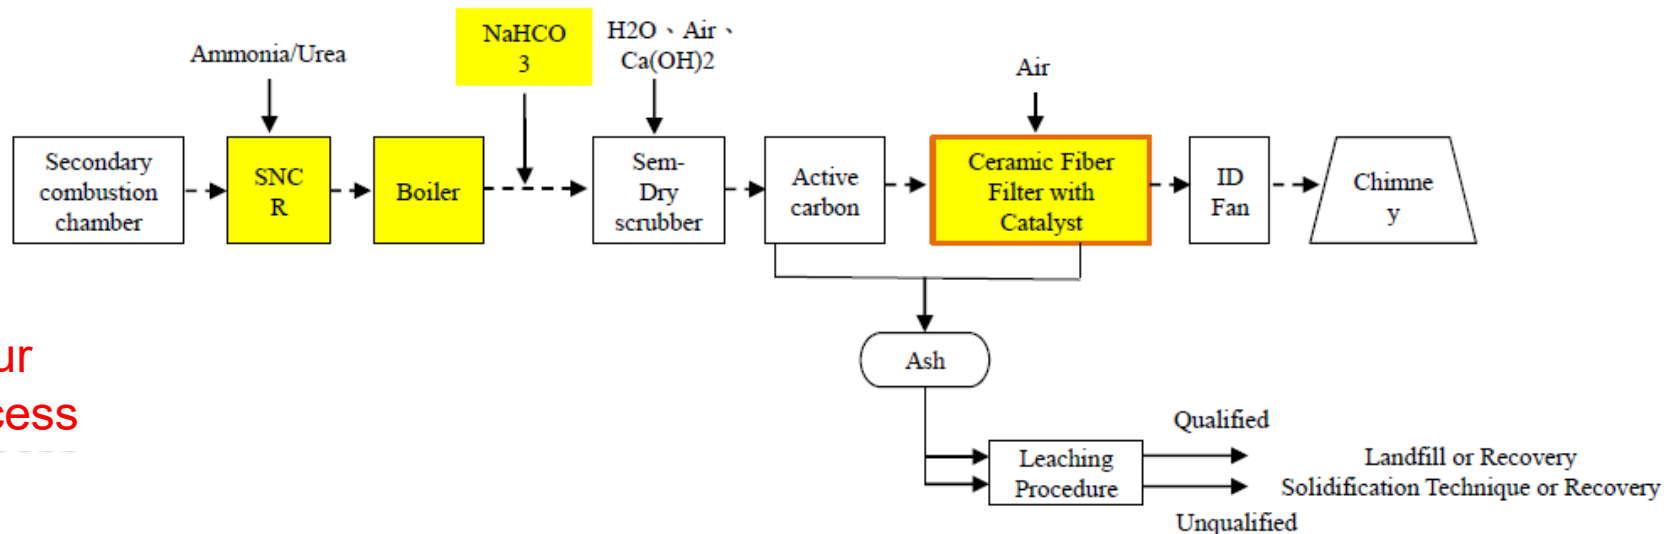 Ammonia/Urea
NaHCO
3
H2O、Air、
Ca(OH)2
Air
Secondary
combustion
chamber
SNC
R
Boiler
Sem-
Dry
scrubber
Active
carbon
Ceramic Fiber
Filter with
Catalyst
ID
Fan
Chimne
y
Ash
ur
cess
Qualified
Leaching
Procedure
Landfill or Recovery
Solidification Technique or Recovery
Unqualified